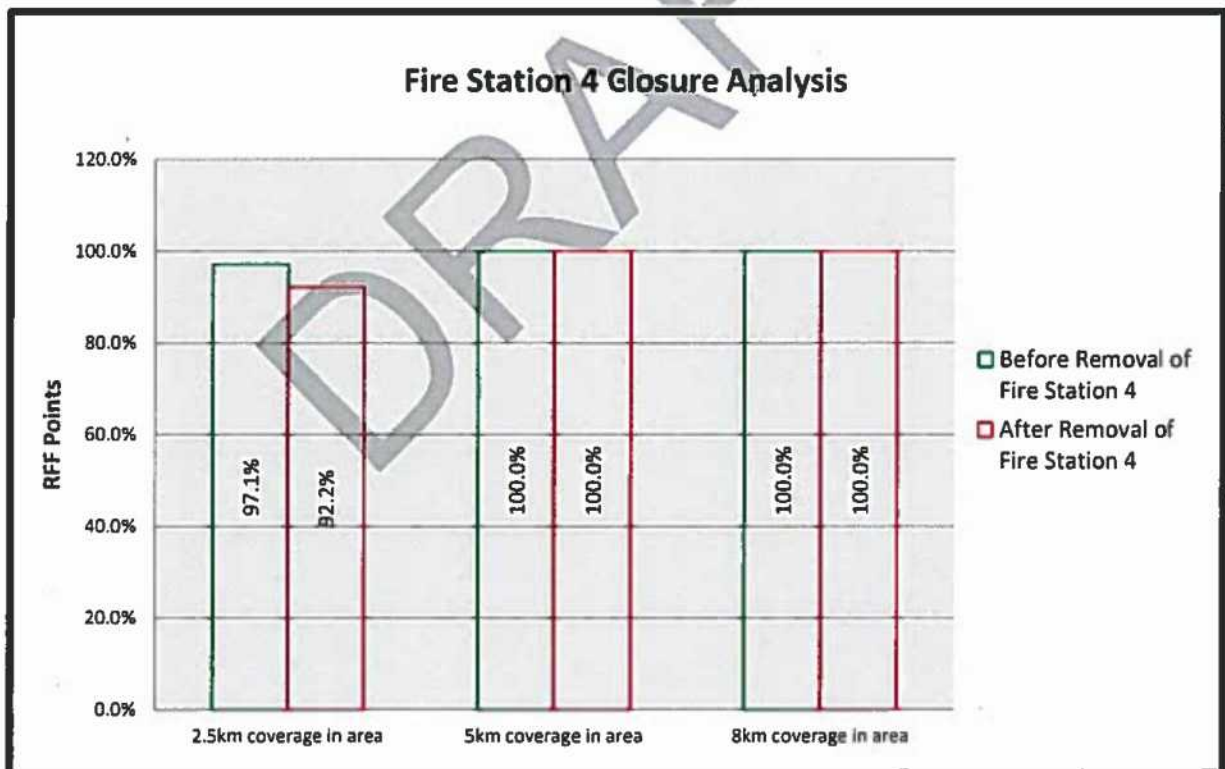 Fire Station 4 Glosure Analysis
120.0%
100.0%
80.0%
60.0%
40.0%
20.0%
0.0%
RFF Points
97.1%
92.2%
100.0%
100.0%
100.0%
100.0%
2.5km coverage in area
5km coverage in area
8km coverage in area
Before Removal of
Fire Station 4
After Removal of
Fire Station 4